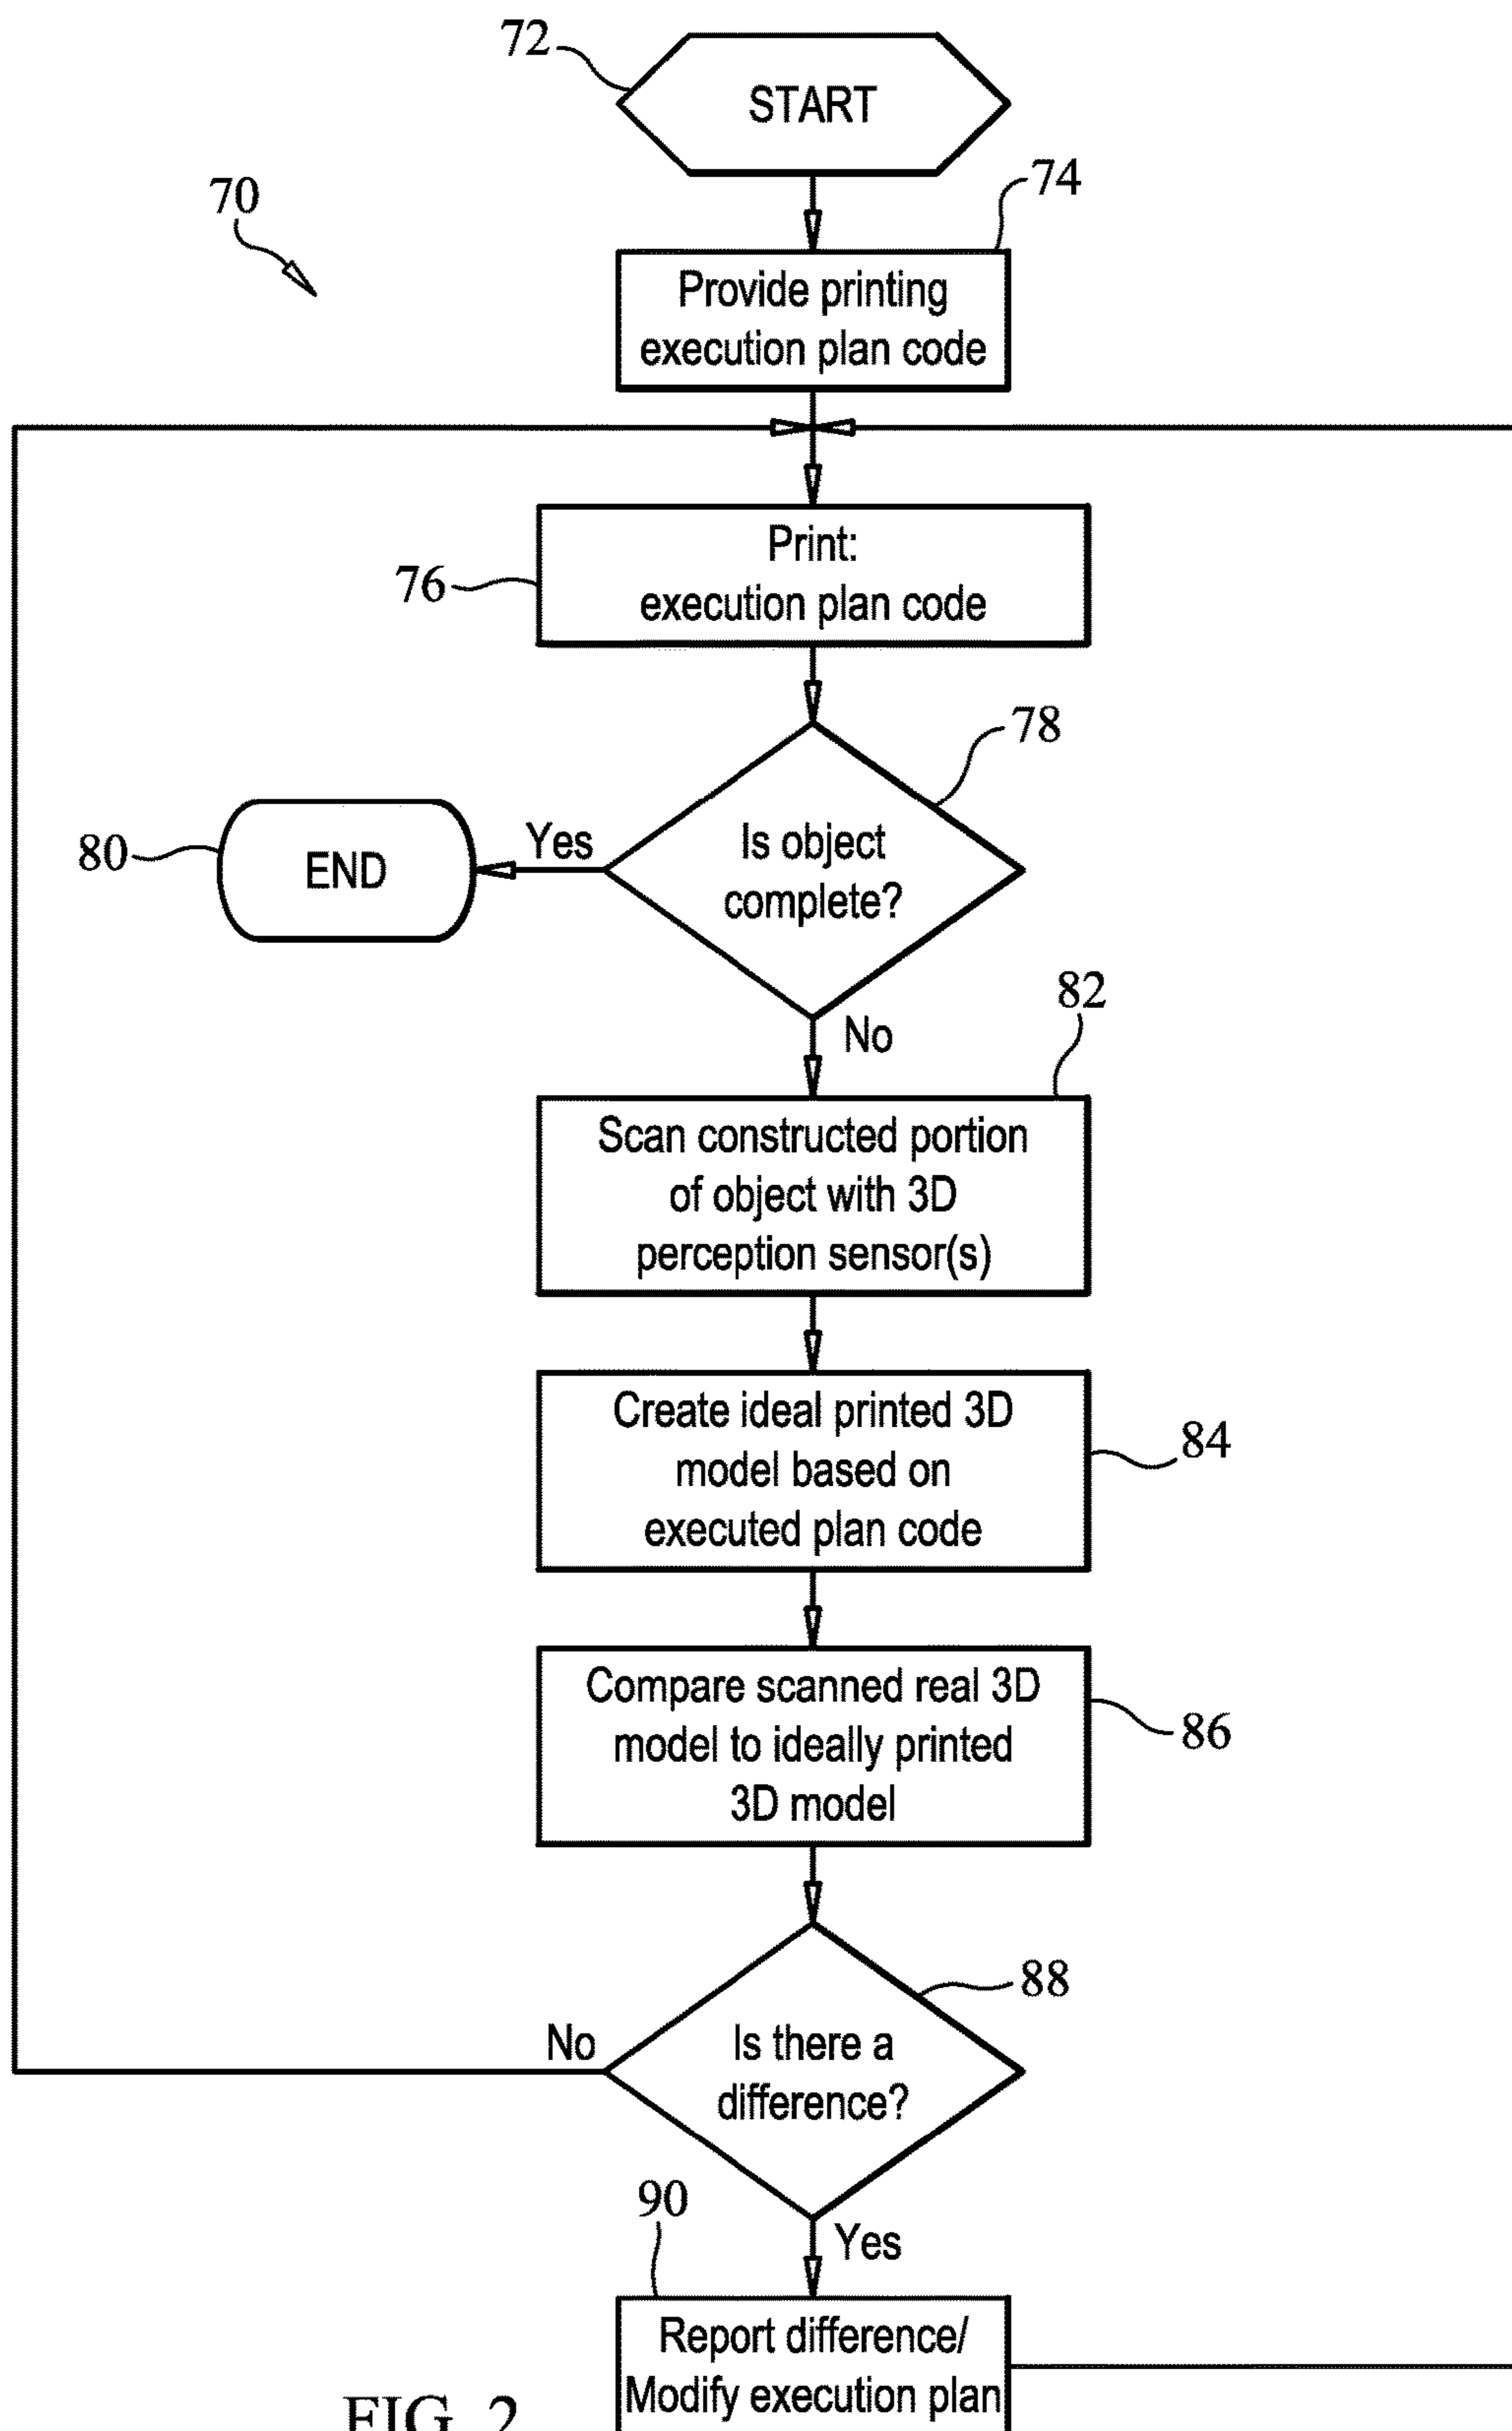 72
START
74
70
Provide printing
execution plan code
Print:
execution plan code
76
78
Is object
complete?
Yes
80
END
No
82
Scan constructed portion
of object with 3D
perception sensor(s)
Create ideal printed 3D
model based on
executed plan code
84
Compare scanned real 3D
model to ideally printed
3D model
86
88
Is there a
difference?
No
90
Yes
Report difference/
Modify execution plan
FIG. 2